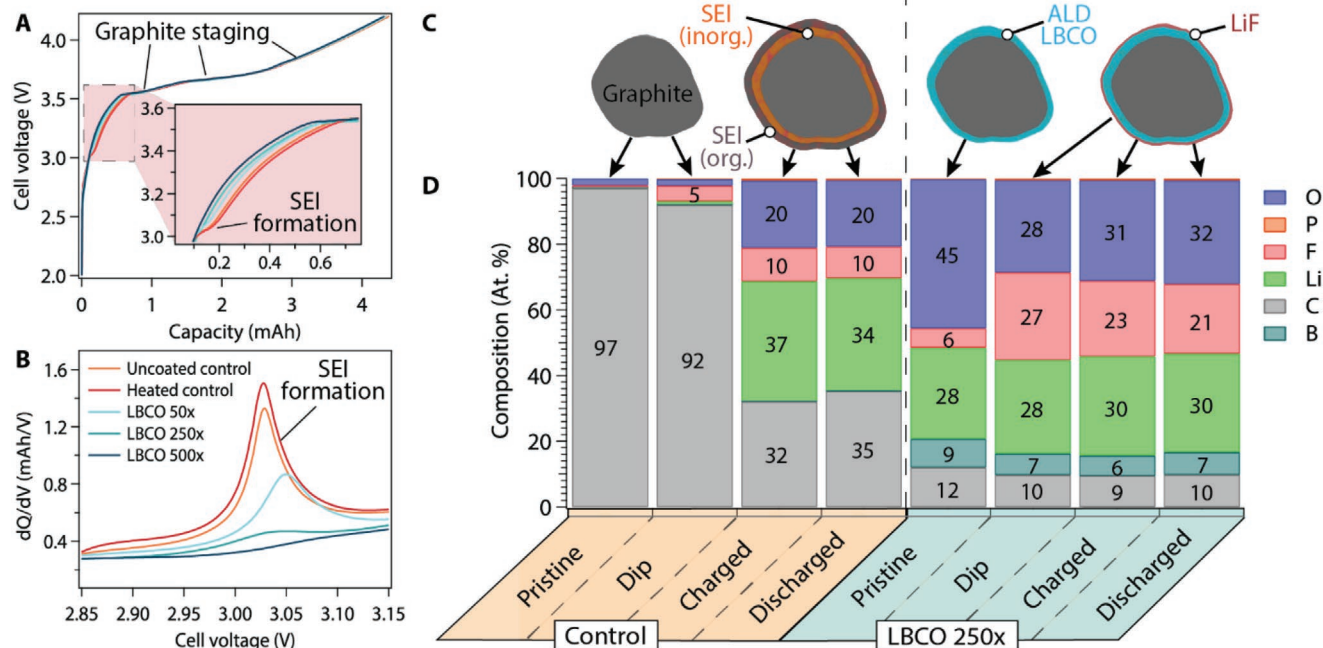 A
Graphite staging
Cell voltage (V)
4.0
3.5
3.0
2.5
2.0
0
1
2
3
4
Capacity (mAh)
3.6
3.4
3.2
3.0
0.2
0.4
0.6
SEI
formation
B
Uncoated control
Heated control
LBCO 50x
LBCO 250x
LBCO 500x
SEI
formation
dQ/dV (mAh/V)
1.6
1.2
0.8
0.4
2.85
2.90
2.95
3.00
3.05
3.10
3.15
Cell voltage (V)
C
Graphite
SEI
(inorg.)
SEI
(org.)
ALD
LBCO
LiF
D
Composition (At. %)
100
80
60
40
20
0
97
5
92
20
10
37
32
20
10
34
35
45
6
28
9
12
28
27
28
7
10
31
23
30
6
9
32
21
30
7
10
O
P
F
Li
C
B
Pristine
Dip
Charged
Discharged
Pristine
Dip
Charged
Discharged
Control
LBCO 250x